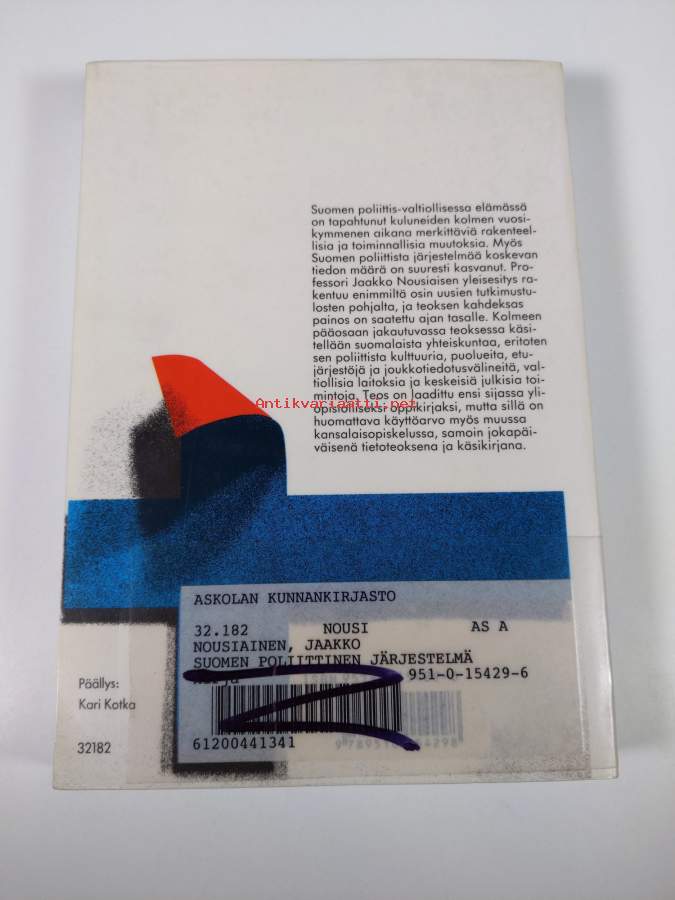 Suomen poliittis-valtiollisessa elämässä
on tapahtunut kuluneiden kolmen vuosi-
kymmenen aikana merkittäviä rakenteel-
lisia ja toiminnallisia muutoksia. Myös
Suomen poliittista järjestelmää koskevan
tiedon määrä on suuresti kasvanut. Pro-
fessori Jaakko Nousiaisen yleisesitys ra-
kentuu enimmiltä osin uusien tutkimustu-
losten pohjalta, ja teoksen kahdeksas
painos on saatettu ajan tasalle. Kolmeen
pääosaan jakautuvassa teoksessa käsi-
tellään suomalaista yhteiskuntaa, eritoten
sen poliittista kulttuuria, puolueita, etu-
järjestöjä ja joukkotiedotusvälineitä, val-
tiollisia laitoksia ja keskeisiä julkisia toi-
mintoja. Teos on laadittu ensi sijassa yli-
opistolliseksi oppikirjaksi, mutta sillä on
huomattava käyttöarvo myös muussa
kansalaisopiskelussa, samoin jokapäi-
väisenä tietoteoksena ja käsikirjana.
Antikvariaatti.net
ASKOLAN KUNNANKIRJASTO
32.182 NOUSI AS A
NOUSIAINEN, JAAKKO
SUOMEN POLIITTINEN JÄRJESTELMÄ
951-0-15429-6
61200441341
Päällys:
Kari Kotka
32182